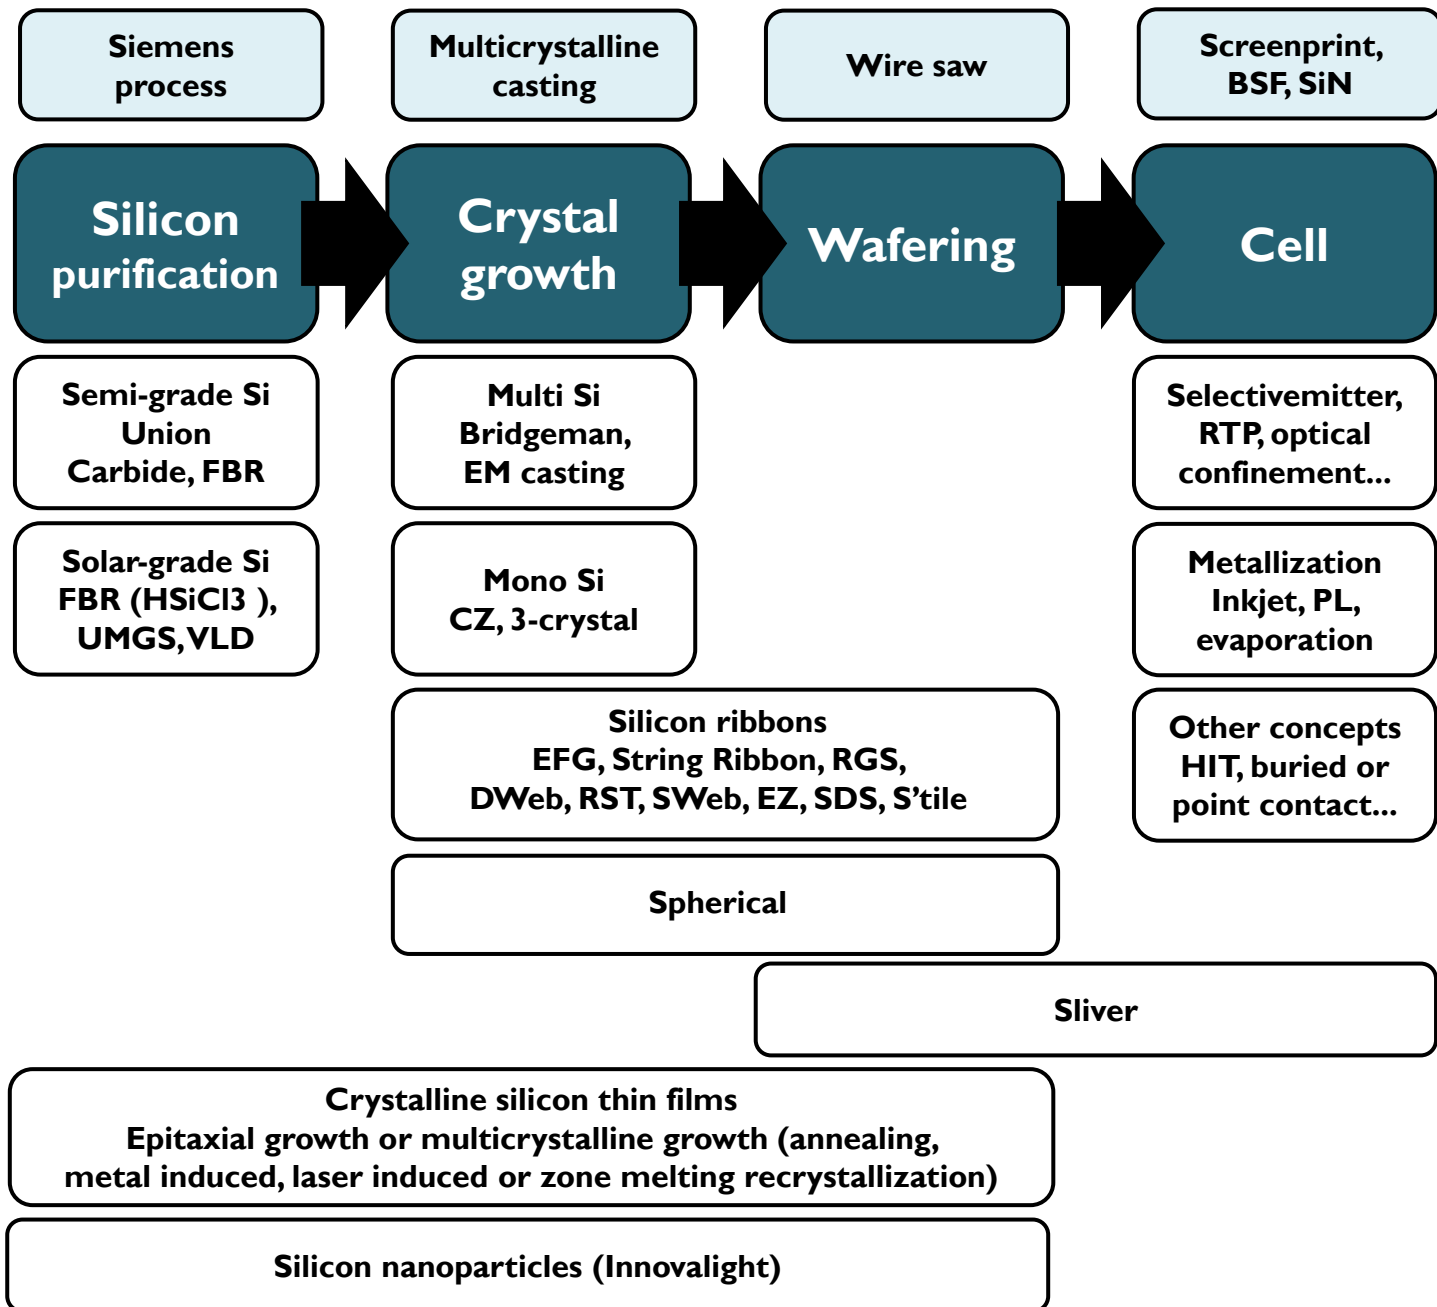 Siemens
process
Multicrystalline
casting
Wire saw
Screenprint,
BSF, SiN
Silicon
purification
Crystal
growth
Wafering
Cell
Semi-grade Si
Union
Carbide, FBR
Multi Si
Bridgeman,
EM casting
Selectivemitter,
RTP, optical
confinement...
Solar-grade Si
FBR (HSiCl3 ),
UMGS, VLD
Mono Si
CZ, 3-crystal
Metallization
Inkjet, PL,
evaporation
Silicon ribbons
EFG, String Ribbon, RGS,
DWeb, RST, SWeb, EZ, SDS, S’tile
Other concepts
HIT, buried or
point contact...
Spherical
Sliver
Crystalline silicon thin films
Epitaxial growth or multicrystalline growth (annealing,
metal induced, laser induced or zone melting recrystallization)
Silicon nanoparticles (Innovalight)